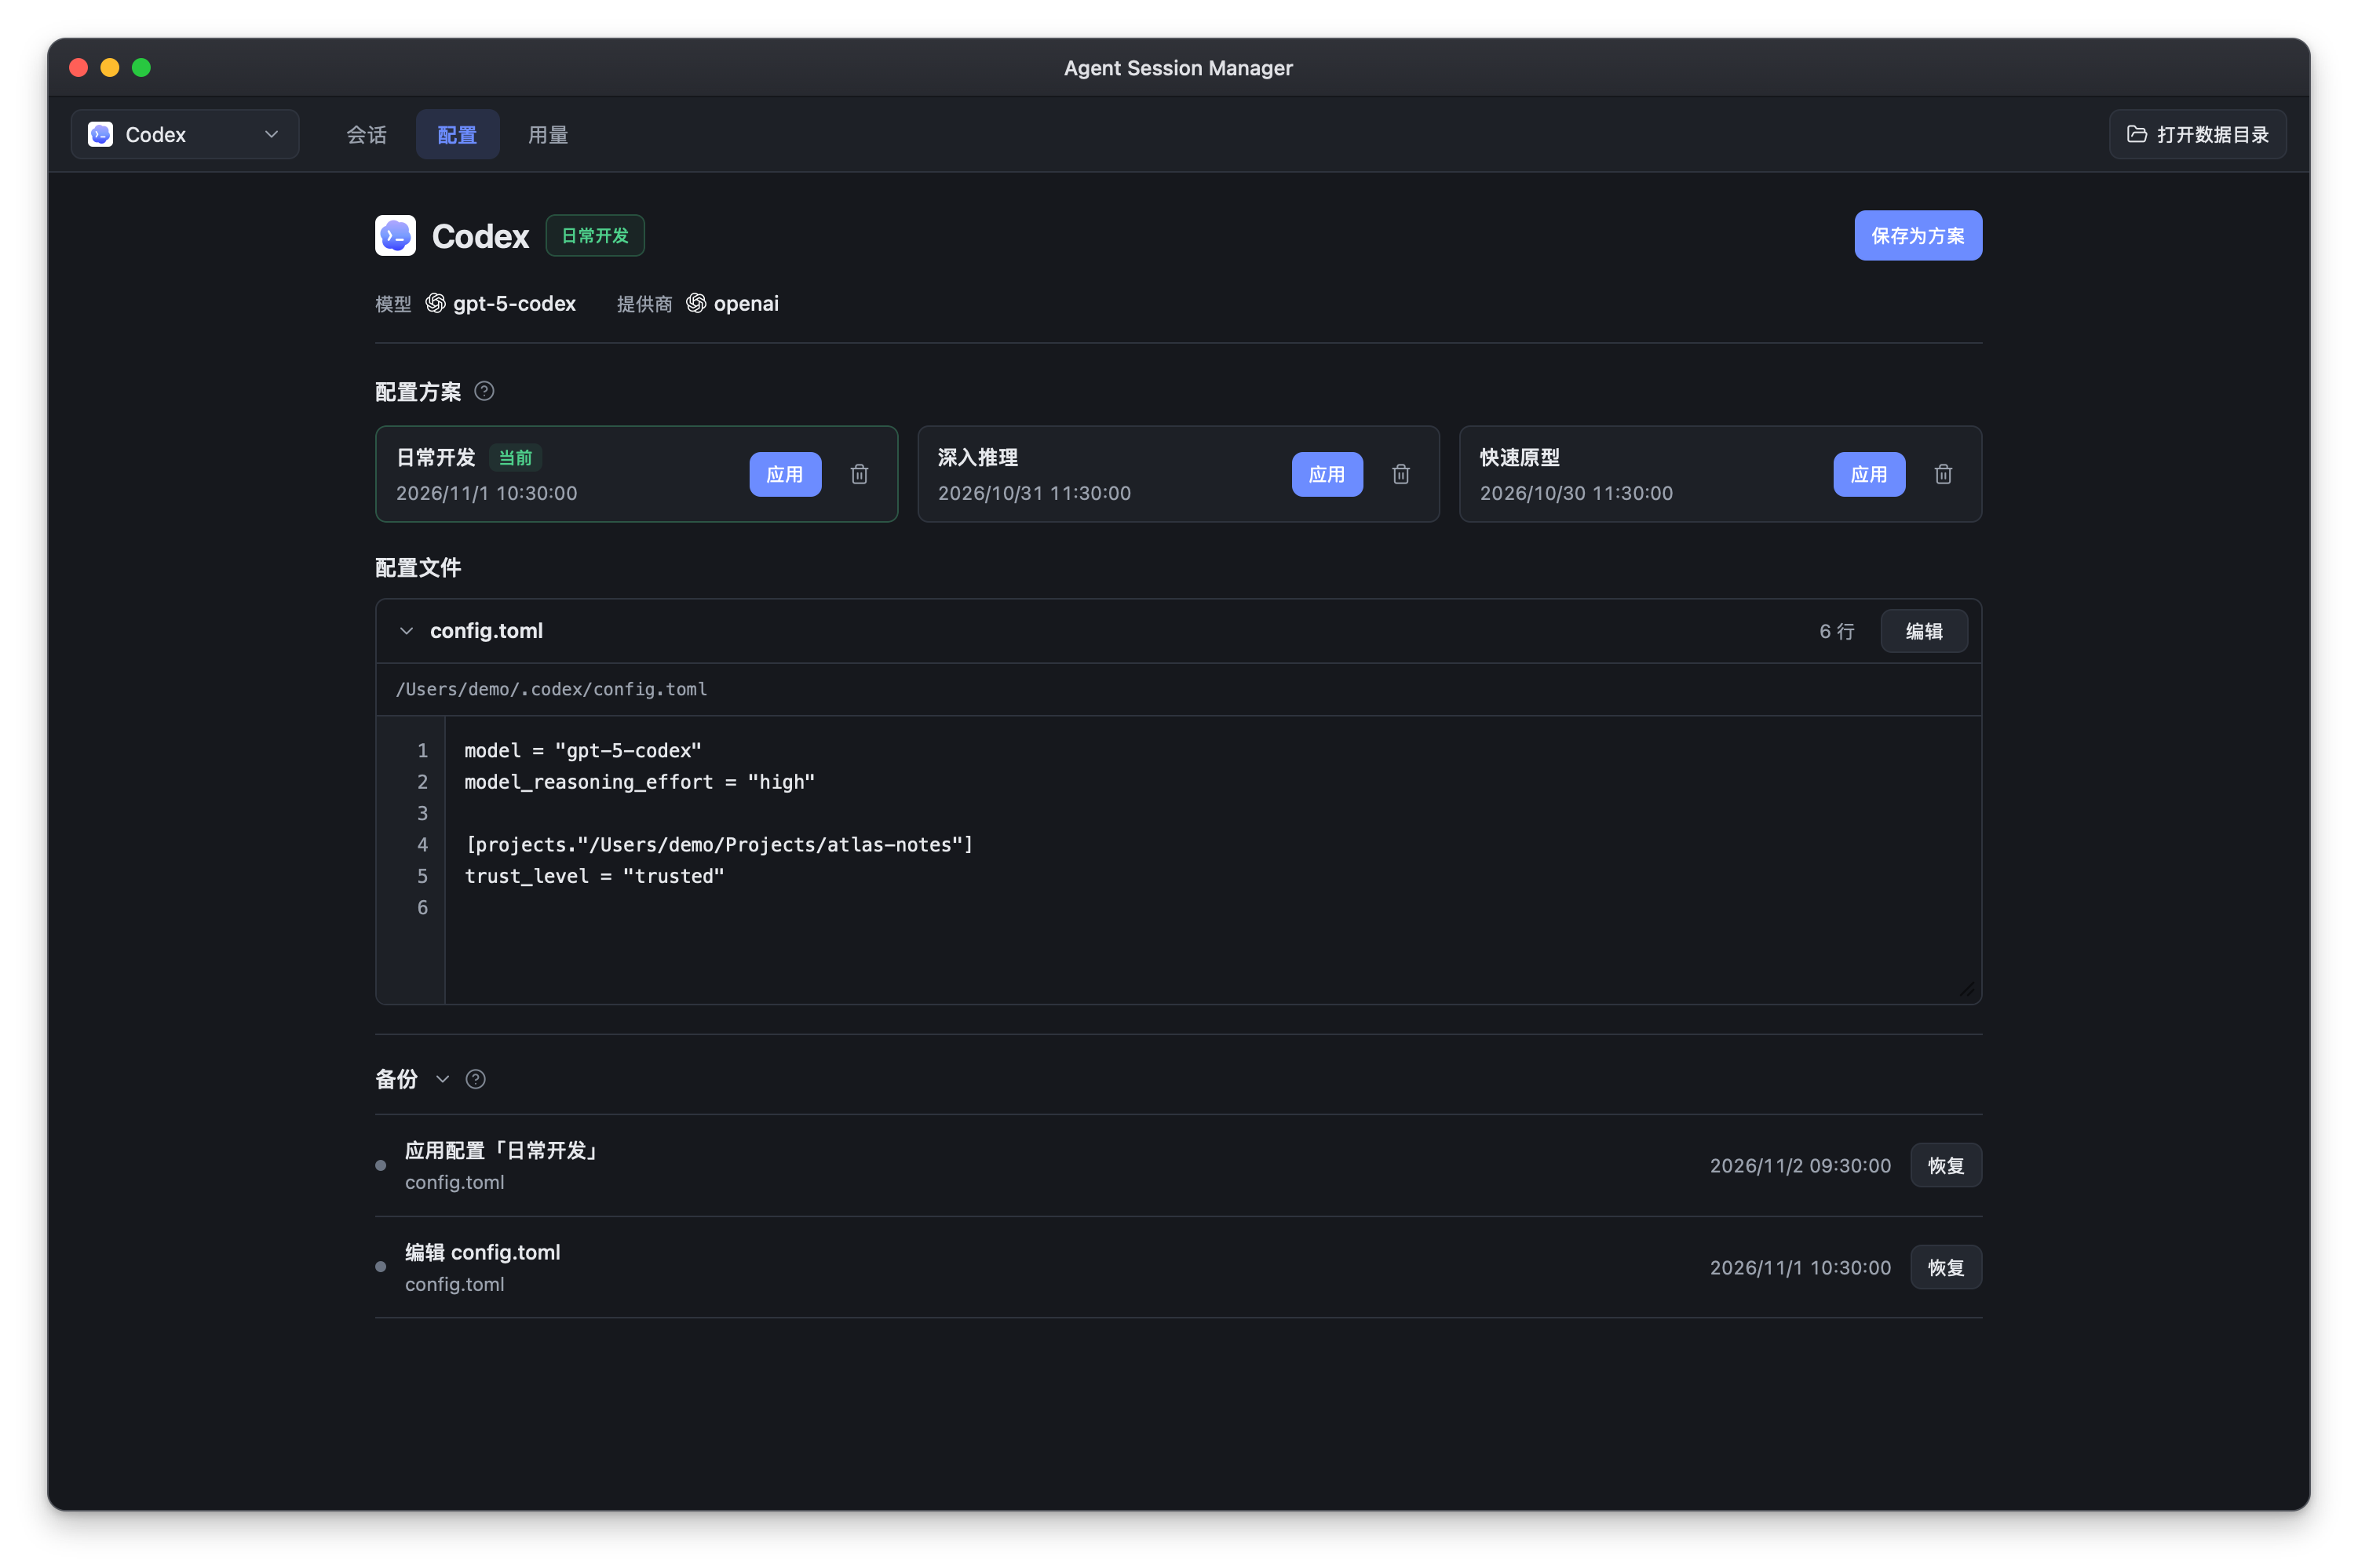 Agent Session Manager
Codex
会话
配置
用量
打开数据目录
Codex
日常开发
保存为方案
模型 gpt-5-codex 提供商 openai
配置方案
日常开发 当前
2026/11/1 10:30:00
应用
深入推理
2026/10/31 11:30:00
应用
快速原型
2026/10/30 11:30:00
应用
配置文件
config.toml
6 行
编辑
/Users/demo/.codex/config.toml
1 model = "gpt-5-codex"
2 model_reasoning_effort = "high"
3
4 [projects."/Users/demo/Projects/atlas-notes"]
5 trust_level = "trusted"
6
备份
应用配置「日常开发」
config.toml
2026/11/2 09:30:00
恢复
编辑 config.toml
config.toml
2026/11/1 10:30:00
恢复